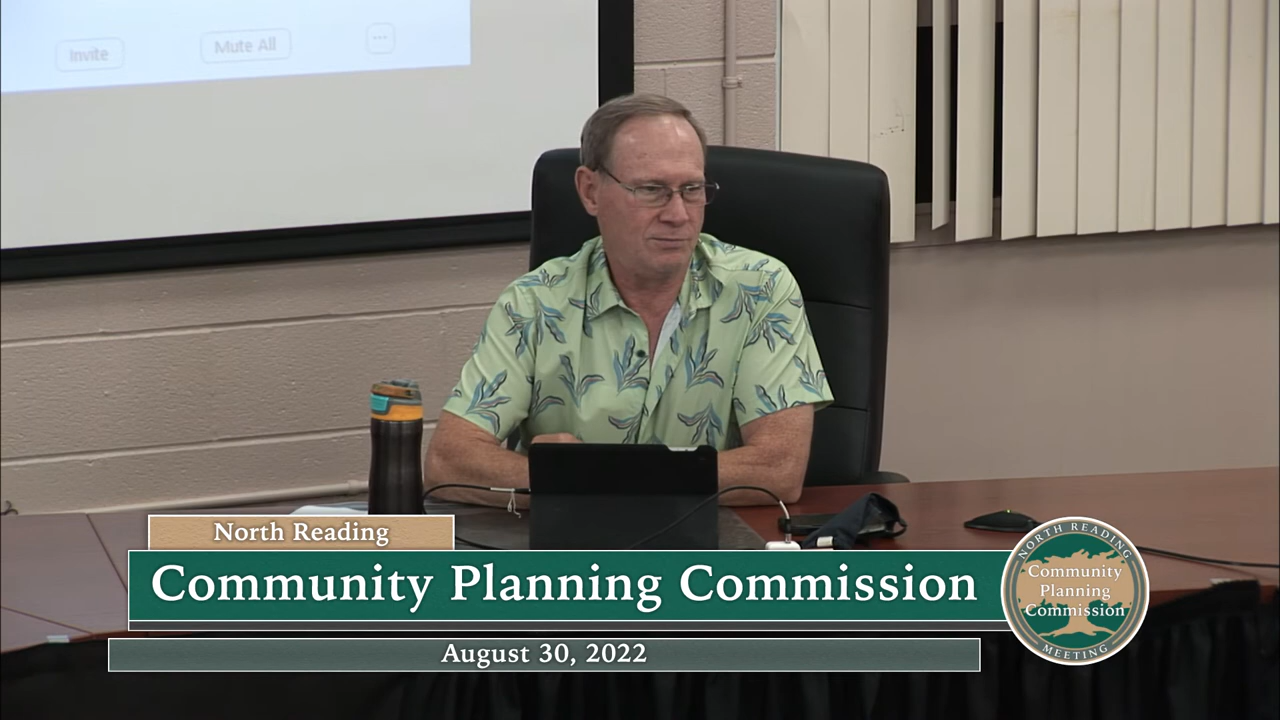 Invite
Mute All
...
North Reading
Community Planning Commission
August 30, 2022
NORTH READING
Community
Planning
Commission
MEETING